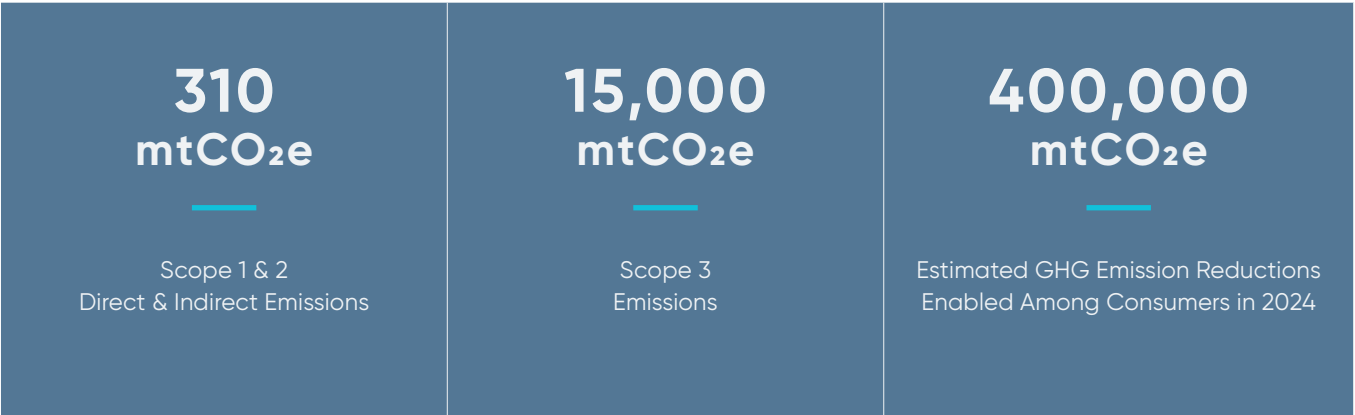 310
mtCO₂e
Scope 1 & 2
Direct & Indirect Emissions
15,000
mtCO₂e
Scope 3
Emissions
400,000
mtCO₂e
Estimated GHG Emission Reductions
Enabled Among Consumers in 2024